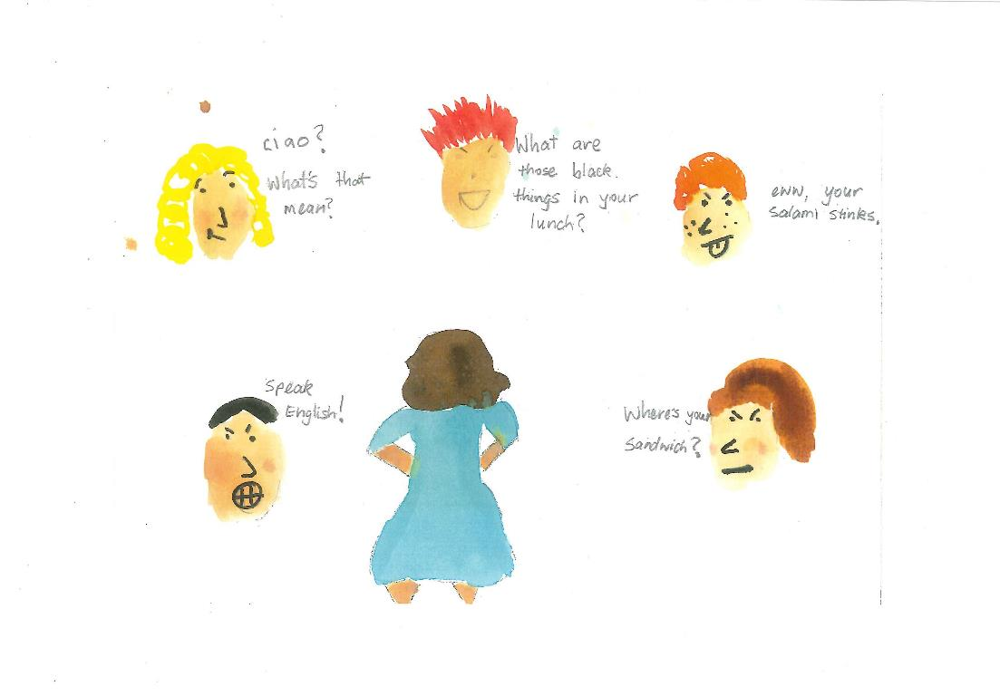 ciao?
What's that
mean?
What are
those black.
things in your
lunch?
eww, your
Salami stinks.
Speak
English!
Where's your
Sandwich?